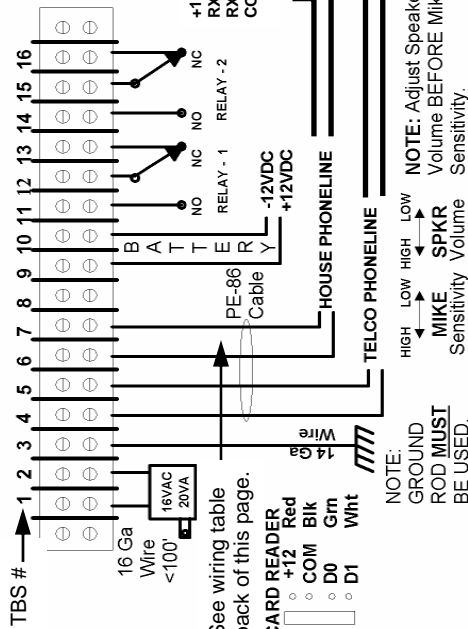 TBS #
1 2 3 4 5 6 7 8 9 10 11 12 13 14 15 16
16VAC
20VA
16 Ga
Wire
<100'
14 Ga
Wire
See wiring table
back of this page.
PE-86
Cable
BATTERY
-12VDC
+12VDC
NO
NC
RELAY - 1
NO
NC
RELAY - 2
HOUSE PHONELINE
TELCO PHONELINE
CARD READER
+12 Red
COM Blk
D0 Grn
D1 Wht
NOTE:
GROUND
ROD MUST
BE USED.
HIGH LOW
MIKE
Sensitivity
HIGH LOW
SPKR
Volume
NOTE: Adjust Speake
Volume BEFORE Mik
Sensitivity.
+1
RX
RX
CO